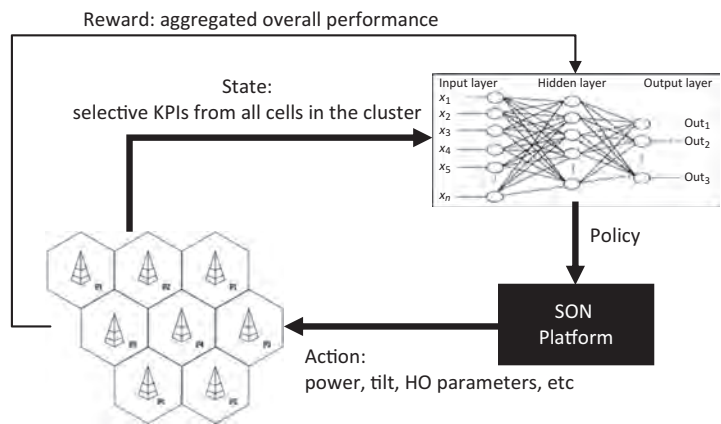 Reward: aggregated overall performance
State:
selective KPIs from all cells in the cluster
Input layer
Hidden layer
Output layer
x1
x2
x3
x4
x5
xn
Out1
Out2
Out3
Policy
SON
Platform
Action:
power, tilt, HO parameters, etc